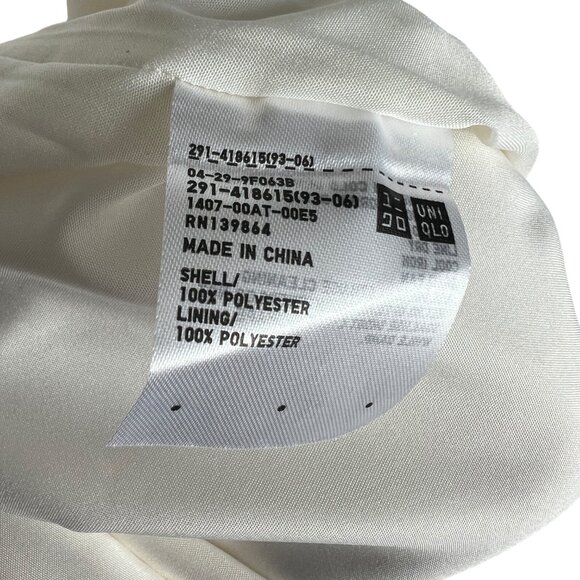 291-418615(93-06)
04-29-9F063B
291-418615(93-06)
1407-00AT-00E5
RN139864
MADE IN CHINA
SHELL/
100% POLYESTER
LINING/
100% POLYESTER
ユニ
クロ
UNI
QLO